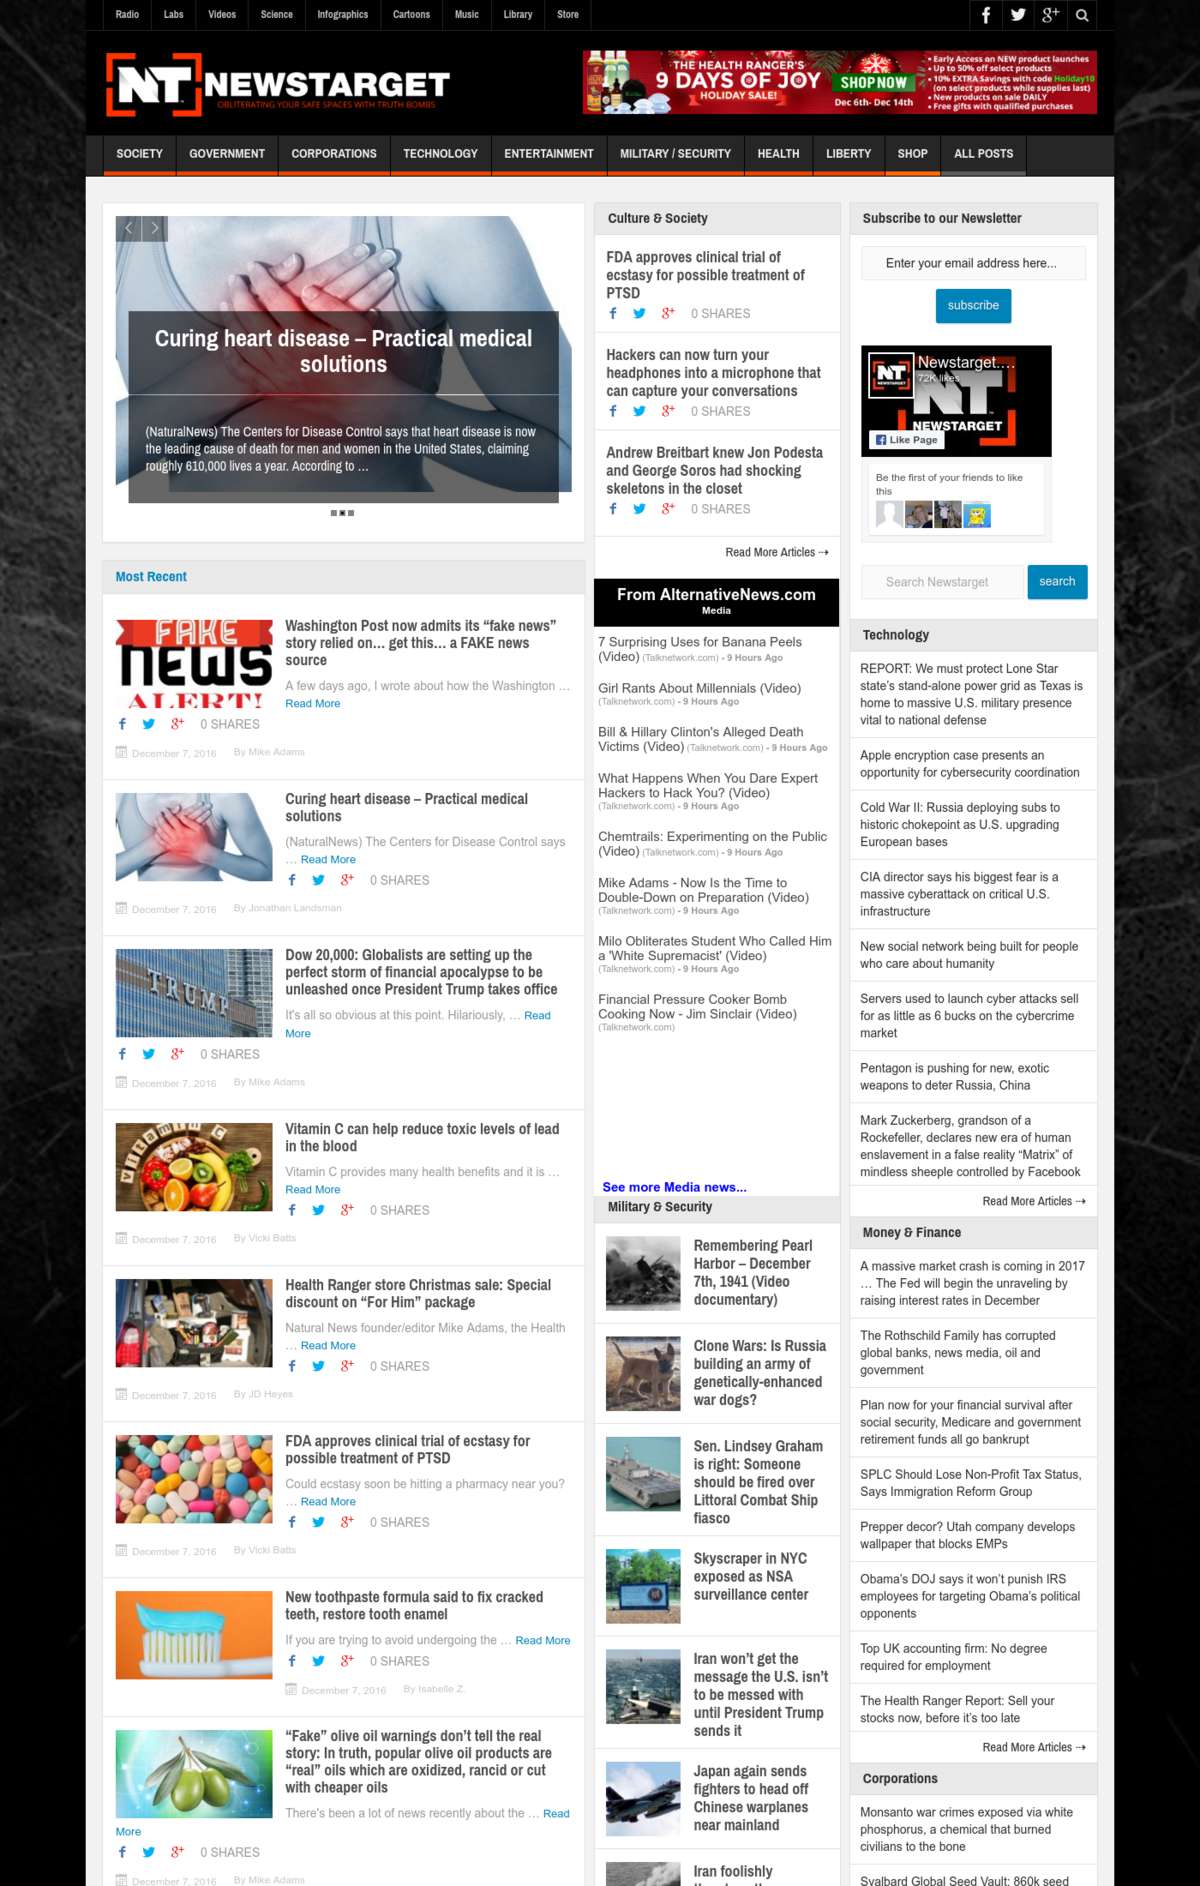 Radio Labs Videos Science Infographics Cartoons Music Library Store
NT NEWSTARGET
OBLITERATING YOUR SAFE SPACES WITH TRUTH BOMBS
THE HEALTH RANGER'S
9 DAYS OF JOY
HOLIDAY SALE!
SHOP NOW
Dec 6th- Dec 14th
• Early Access on NEW product launches
• Up to 50% off select products
• 10% EXTRA Savings with code Holiday10
(on select products while supplies last)
• New products on sale DAILY
• Free gifts with qualified purchases
SOCIETY GOVERNMENT CORPORATIONS TECHNOLOGY ENTERTAINMENT MILITARY / SECURITY HEALTH LIBERTY SHOP ALL POSTS
Curing heart disease – Practical medical
solutions
(NaturalNews) The Centers for Disease Control says that heart disease is now
the leading cause of death for men and women in the United States, claiming
roughly 610,000 lives a year. According to …
Most Recent
FAKE
NEWS
ALERT!
Washington Post now admits its “fake news”
story relied on… get this… a FAKE news
source
A few days ago, I wrote about how the Washington …
Read More
0 SHARES
December 7, 2016 By Mike Adams
Curing heart disease – Practical medical
solutions
(NaturalNews) The Centers for Disease Control says
… Read More
0 SHARES
December 7, 2016 By Jonathan Landsman
TRUMP
Dow 20,000: Globalists are setting up the
perfect storm of financial apocalypse to be
unleashed once President Trump takes office
It's all so obvious at this point. Hilariously, … Read
More
0 SHARES
December 7, 2016 By Mike Adams
vitamin C
Vitamin C can help reduce toxic levels of lead
in the blood
Vitamin C provides many health benefits and it is …
Read More
0 SHARES
December 7, 2016 By Vicki Batts
Health Ranger store Christmas sale: Special
discount on “For Him” package
Natural News founder/editor Mike Adams, the Health
… Read More
0 SHARES
December 7, 2016 By JD Heyes
FDA approves clinical trial of ecstasy for
possible treatment of PTSD
Could ecstasy soon be hitting a pharmacy near you?
… Read More
0 SHARES
December 7, 2016 By Vicki Batts
New toothpaste formula said to fix cracked
teeth, restore tooth enamel
If you are trying to avoid undergoing the … Read More
0 SHARES
December 7, 2016 By Isabelle Z.
“Fake” olive oil warnings don’t tell the real
story: In truth, popular olive oil products are
“real” oils which are oxidized, rancid or cut
with cheaper oils
There's been a lot of news recently about the … Read
More
0 SHARES
December 7, 2016 By Mike Adams
Culture & Society
FDA approves clinical trial of
ecstasy for possible treatment of
PTSD
0 SHARES
Hackers can now turn your
headphones into a microphone that
can capture your conversations
0 SHARES
Andrew Breitbart knew Jon Podesta
and George Soros had shocking
skeletons in the closet
0 SHARES
Read More Articles ➝
From AlternativeNews.com
Media
7 Surprising Uses for Banana Peels
(Video) (Talknetwork.com) - 9 Hours Ago
Girl Rants About Millennials (Video)
(Talknetwork.com) - 9 Hours Ago
Bill & Hillary Clinton's Alleged Death
Victims (Video) (Talknetwork.com) - 9 Hours Ago
What Happens When You Dare Expert
Hackers to Hack You? (Video)
(Talknetwork.com) - 9 Hours Ago
Chemtrails: Experimenting on the Public
(Video) (Talknetwork.com) - 9 Hours Ago
Mike Adams - Now Is the Time to
Double-Down on Preparation (Video)
(Talknetwork.com) - 9 Hours Ago
Milo Obliterates Student Who Called Him
a 'White Supremacist' (Video)
(Talknetwork.com) - 9 Hours Ago
Financial Pressure Cooker Bomb
Cooking Now - Jim Sinclair (Video)
(Talknetwork.com)
See more Media news...
Military & Security
Remembering Pearl
Harbor – December
7th, 1941 (Video
documentary)
Clone Wars: Is Russia
building an army of
genetically-enhanced
war dogs?
Sen. Lindsey Graham
is right: Someone
should be fired over
Littoral Combat Ship
fiasco
Skyscraper in NYC
exposed as NSA
surveillance center
Iran won’t get the
message the U.S. isn’t
to be messed with
until President Trump
sends it
Japan again sends
fighters to head off
Chinese warplanes
near mainland
Iran foolishly
Subscribe to our Newsletter
Enter your email address here...
subscribe
NT NEWSTARGET
Newstarget....
72K likes
NT
NEWSTARGET
Like Page
Be the first of your friends to like
this
Search Newstarget search
Technology
REPORT: We must protect Lone Star
state’s stand-alone power grid as Texas is
home to massive U.S. military presence
vital to national defense
Apple encryption case presents an
opportunity for cybersecurity coordination
Cold War II: Russia deploying subs to
historic chokepoint as U.S. upgrading
European bases
CIA director says his biggest fear is a
massive cyberattack on critical U.S.
infrastructure
New social network being built for people
who care about humanity
Servers used to launch cyber attacks sell
for as little as 6 bucks on the cybercrime
market
Pentagon is pushing for new, exotic
weapons to deter Russia, China
Mark Zuckerberg, grandson of a
Rockefeller, declares new era of human
enslavement in a false reality “Matrix” of
mindless sheeple controlled by Facebook
Read More Articles ➝
Money & Finance
A massive market crash is coming in 2017
… The Fed will begin the unraveling by
raising interest rates in December
The Rothschild Family has corrupted
global banks, news media, oil and
government
Plan now for your financial survival after
social security, Medicare and government
retirement funds all go bankrupt
SPLC Should Lose Non-Profit Tax Status,
Says Immigration Reform Group
Prepper decor? Utah company develops
wallpaper that blocks EMPs
Obama’s DOJ says it won’t punish IRS
employees for targeting Obama’s political
opponents
Top UK accounting firm: No degree
required for employment
The Health Ranger Report: Sell your
stocks now, before it’s too late
Read More Articles ➝
Corporations
Monsanto war crimes exposed via white
phosphorus, a chemical that burned
civilians to the bone
Svalbard Global Seed Vault: 860k seed